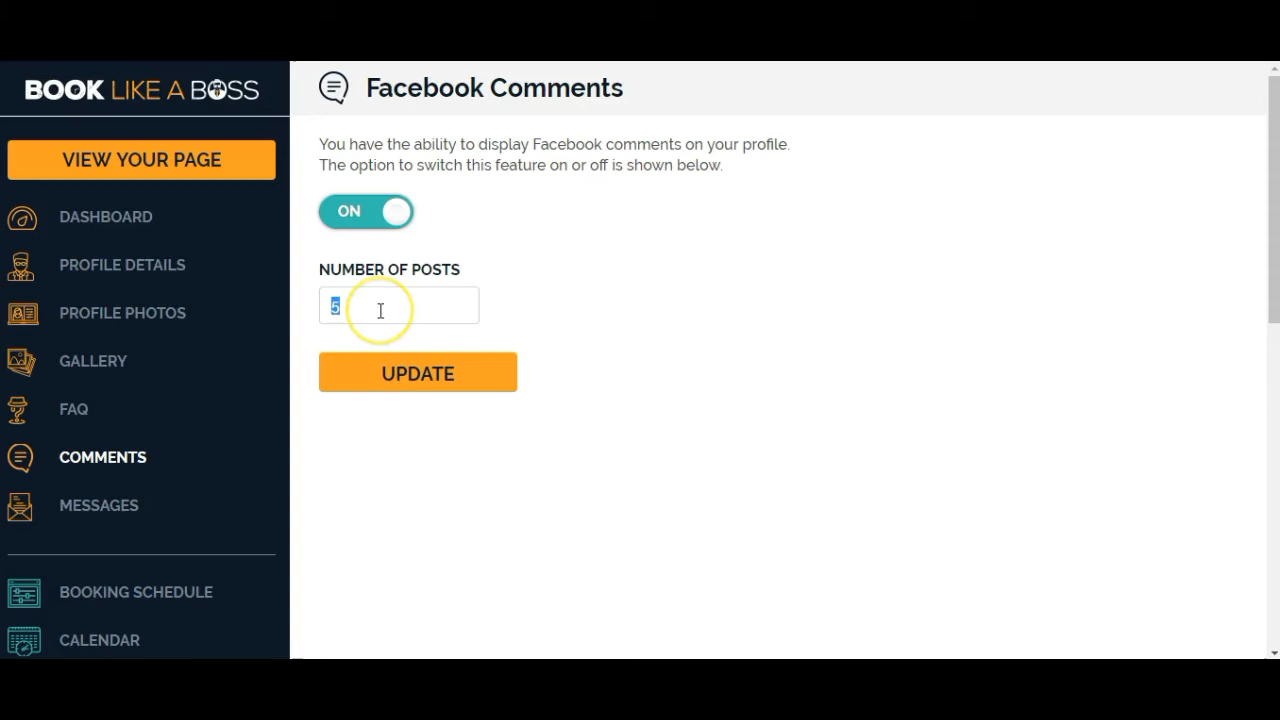 BOOK LIKE A BOSS
VIEW YOUR PAGE
DASHBOARD
PROFILE DETAILS
PROFILE PHOTOS
GALLERY
FAQ
COMMENTS
MESSAGES
BOOKING SCHEDULE
CALENDAR
Facebook Comments
You have the ability to display Facebook comments on your profile.
The option to switch this feature on or off is shown below.
ON
NUMBER OF POSTS
5
UPDATE